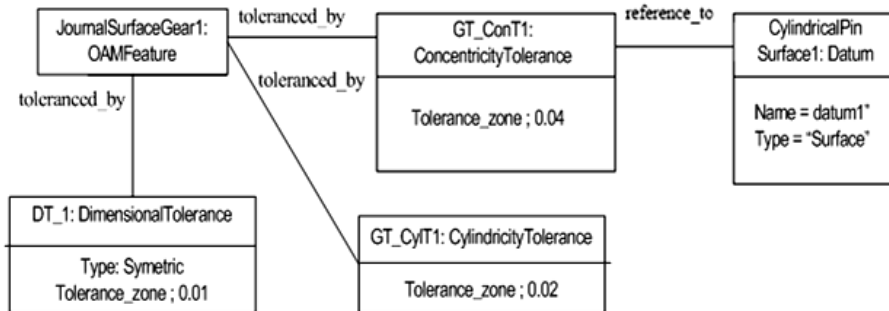 JournalSurfaceGear1:
OAMFeature
toleranced_by
GT_ConT1:
ConcentricityTolerance
Tolerance_zone ; 0.04
reference_to
CylindricalPin
Surface1: Datum
Name = datum1"
Type = “Surface”
toleranced_by
toleranced_by
DT_1: DimensionalTolerance
Type: Symetric
Tolerance_zone ; 0.01
GT_CylT1: CylindricityTolerance
Tolerance_zone ; 0.02